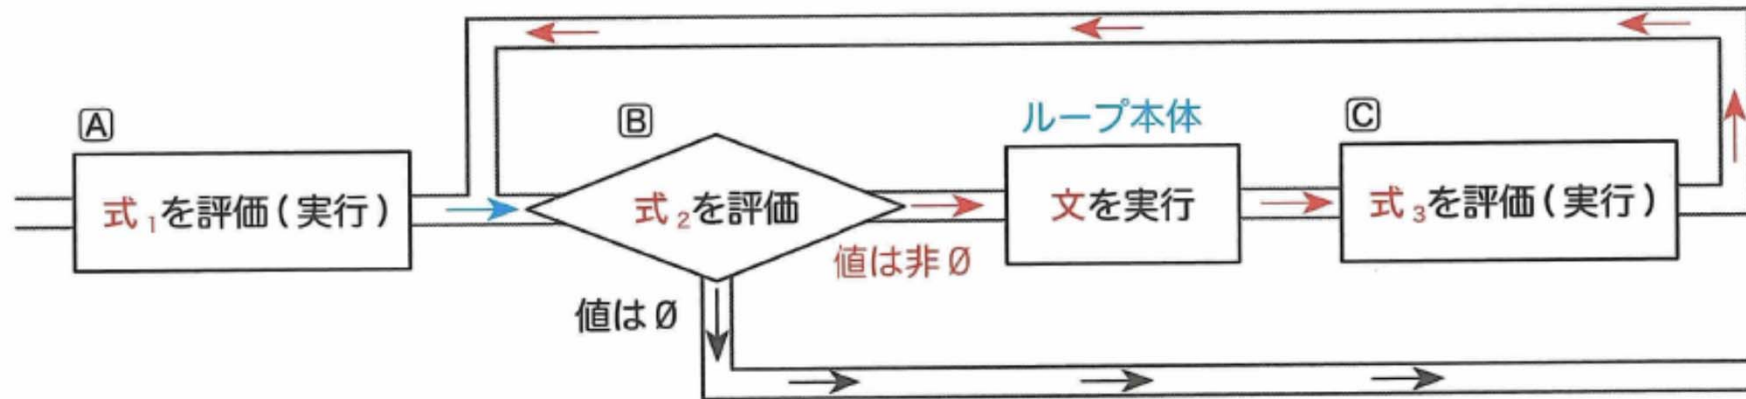 A
式₁を評価(実行)
B
式₂を評価
値は非0
値は0
ループ本体
文を実行
C
式₃を評価(実行)